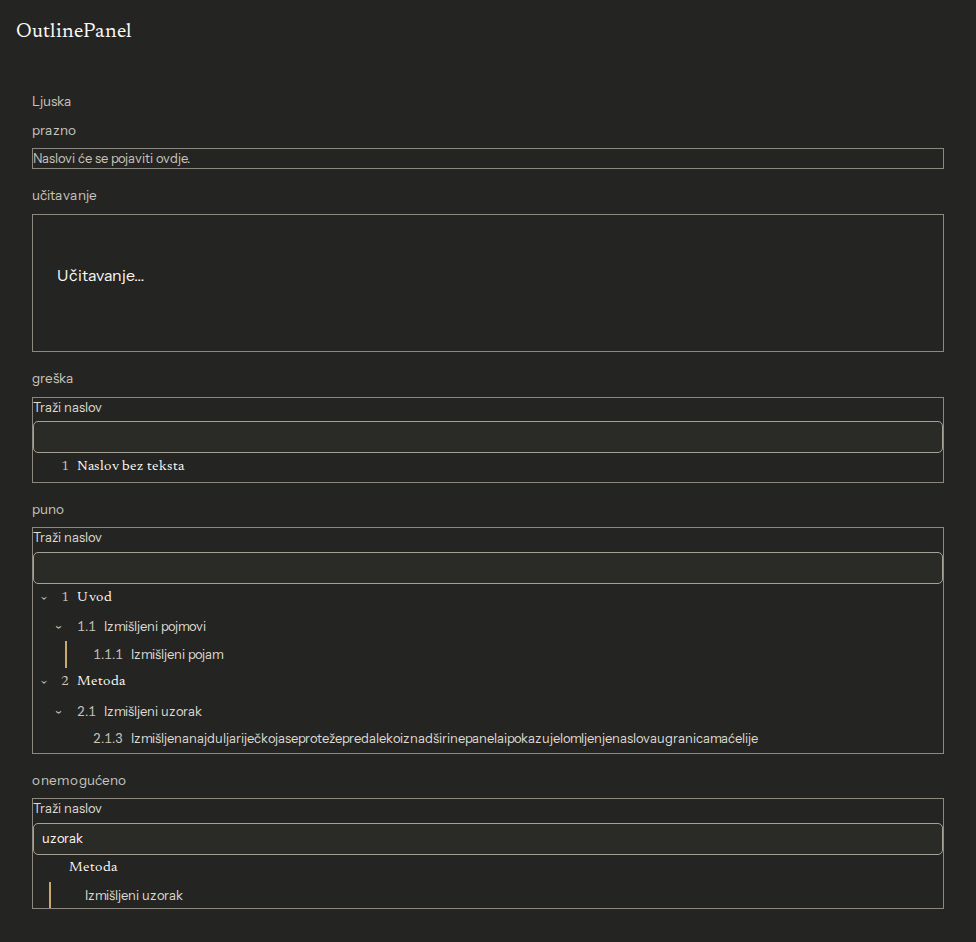 OutlinePanel
Ljuska
prazno
Naslovi će se pojaviti ovdje.
učitavanje
Učitavanje…
greška
Traži naslov
1 Naslov bez teksta
puno
Traži naslov
1 Uvod
1.1 Izmišljeni pojmovi
1.1.1 Izmišljeni pojam
2 Metoda
2.1 Izmišljeni uzorak
2.1.3 Izmišljenanajduljariječkojaseprotežepredalekoiznadširinepanelaipokazujelomljenjenaslovaugranicamaćelije
onemogućeno
Traži naslov
uzorak
Metoda
Izmišljeni uzorak